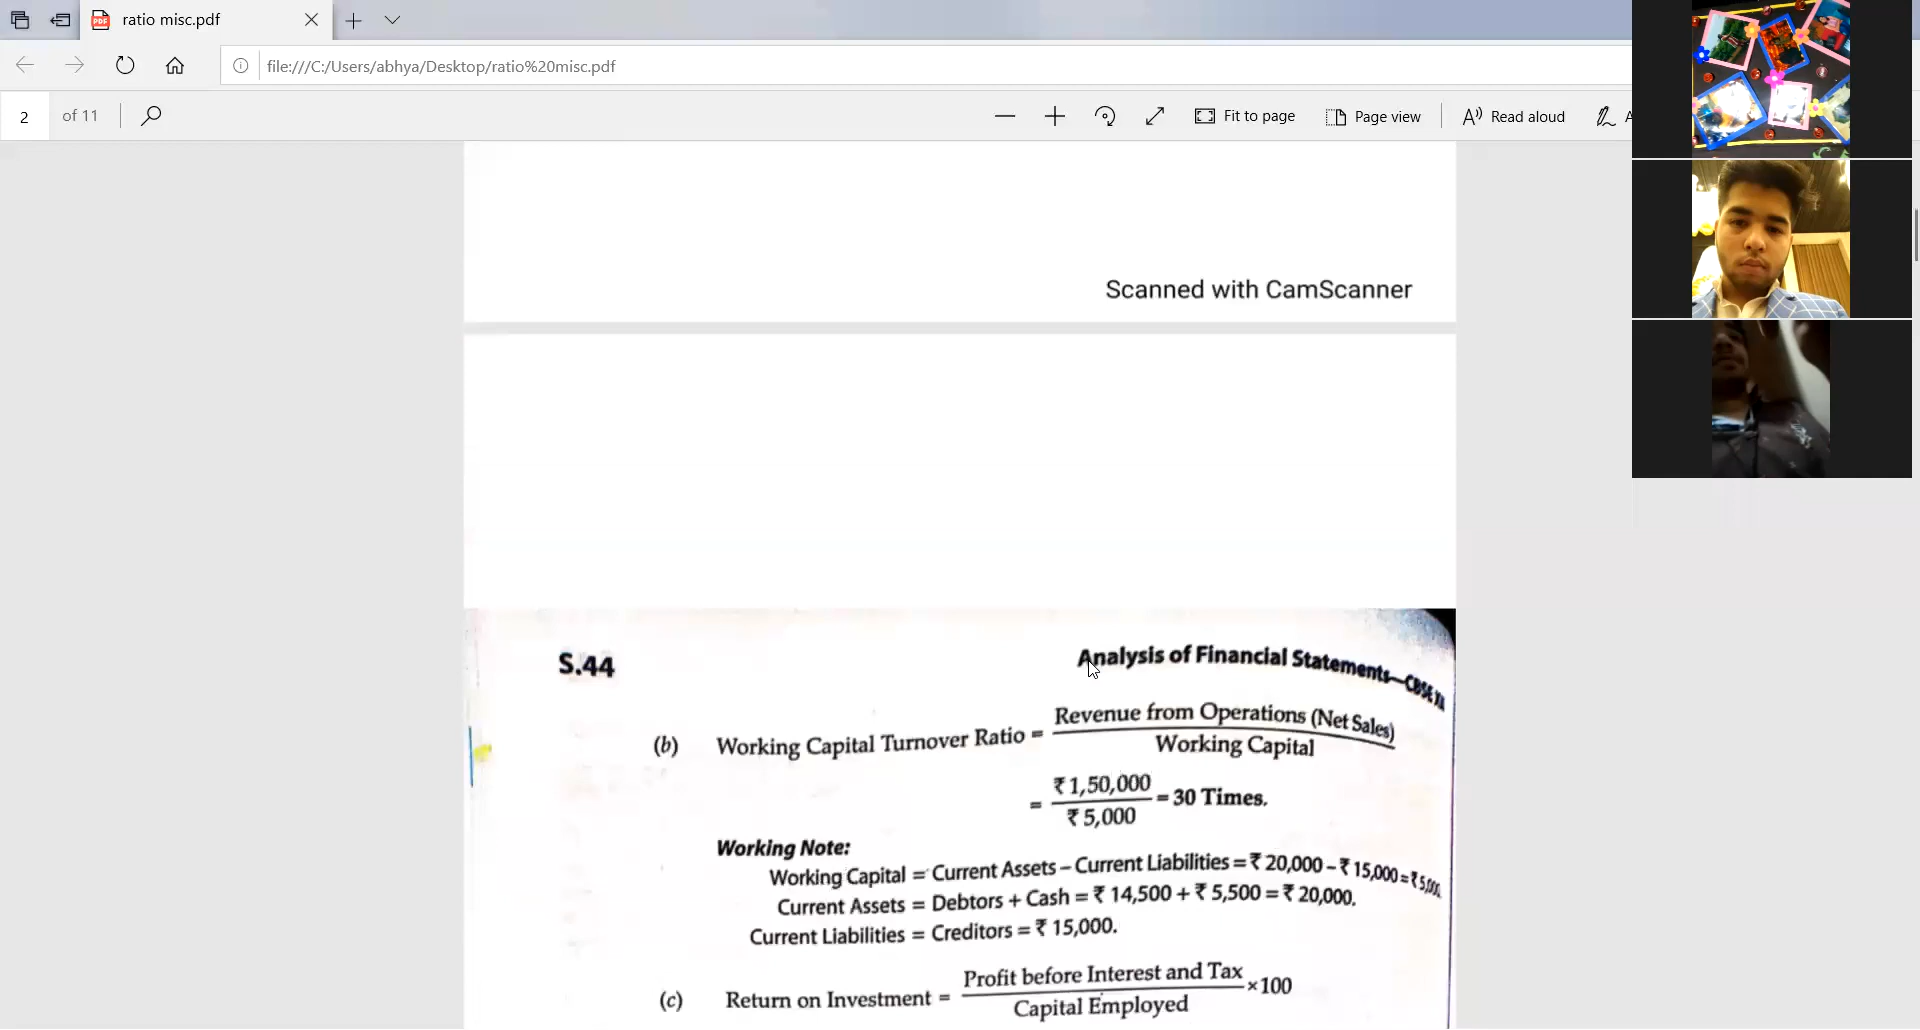 ratio misc.pdf
file:///C:/Users/abhya/Desktop/ratio%20misc.pdf
2 of 11
Fit to page
Page view
Read aloud
Scanned with CamScanner
S.44
Analysis of Financial Statements—CBSE XII
(b) Working Capital Turnover Ratio = Revenue from Operations (Net Sales)
Working Capital
= ₹ 1,50,000 = 30 Times.
₹ 5,000
Working Note:
Working Capital = Current Assets – Current Liabilities = ₹ 20,000 – ₹ 15,000 = ₹ 5,000.
Current Assets = Debtors + Cash = ₹ 14,500 + ₹ 5,500 = ₹ 20,000.
Current Liabilities = Creditors = ₹ 15,000.
(c) Return on Investment = Profit before Interest and Tax ×100
Capital Employed